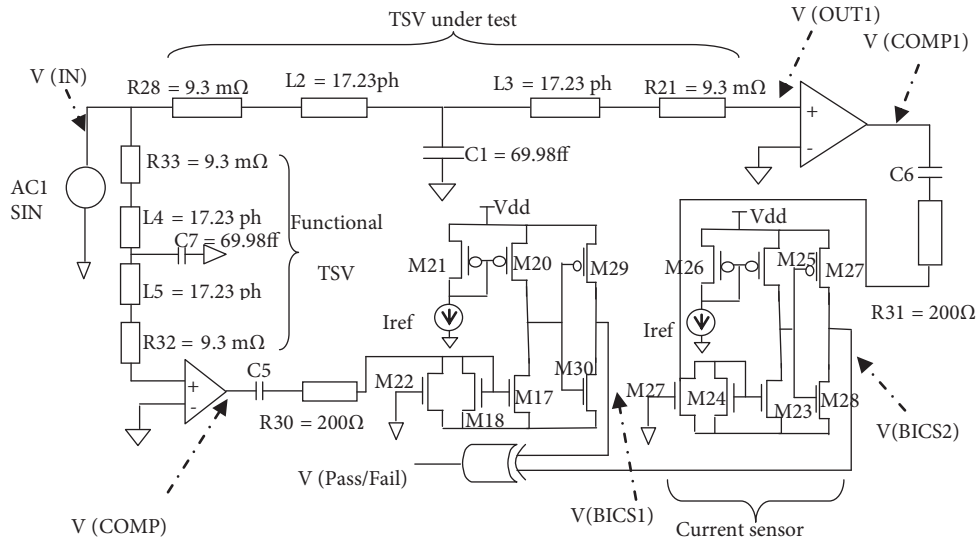 TSV under test
V (OUT1)
V (COMP1)
V (IN)
R28 = 9.3 mΩ
L2 = 17.23ph
L3 = 17.23 ph
R21 = 9.3 mΩ
+
-
C1 = 69.98ff
C6
R33 = 9.3 mΩ
AC1
SIN
L4 = 17.23 ph
Functional
TSV
C7 = 69.98ff
L5 = 17.23 ph
R32 = 9.3 mΩ
Vdd
M21
M20
M29
Iref
Vdd
M26
M25
M27
Iref
R31 = 200Ω
+
-
C5
R30 = 200Ω
M22
M18
M17
M30
M27
M24
M23
M28
V (Pass/Fail)
V(BICS1)
V(BICS2)
V (COMP)
Current sensor